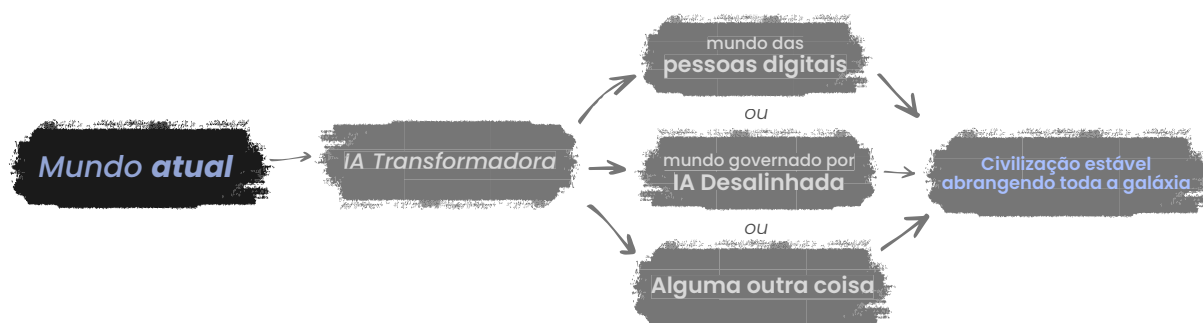 Mundo atual
IA Transformadora
mundo das
pessoas digitais
ou
mundo governado por
IA Desalinhada
ou
Alguma outra coisa
Civilização estável
abrangendo toda a galáxia